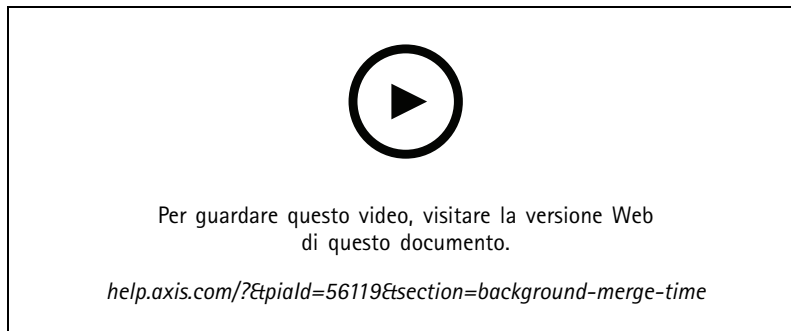 Per guardare questo video, visitare la versione Web
di questo documento.
help.axis.com/?&piaId=56119&section=background-merge-time